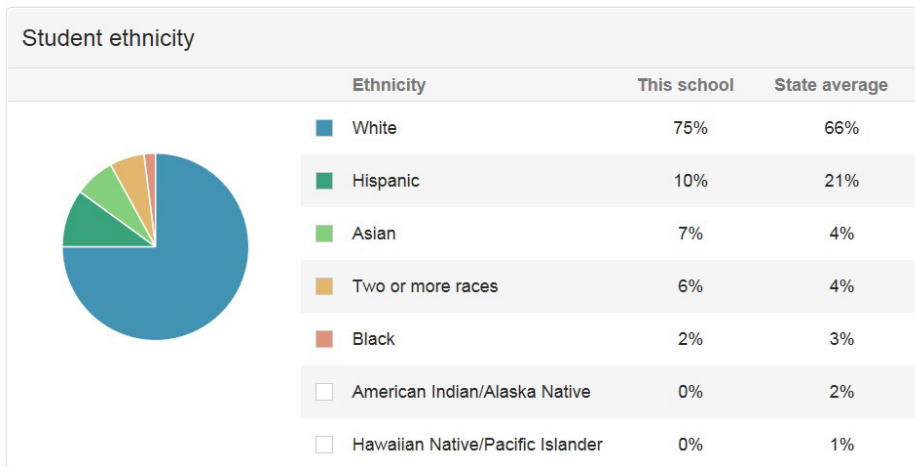 Student ethnicity
Ethnicity This school State average
White 75% 66%
Hispanic 10% 21%
Asian 7% 4%
Two or more races 6% 4%
Black 2% 3%
American Indian/Alaska Native 0% 2%
Hawaiian Native/Pacific Islander 0% 1%